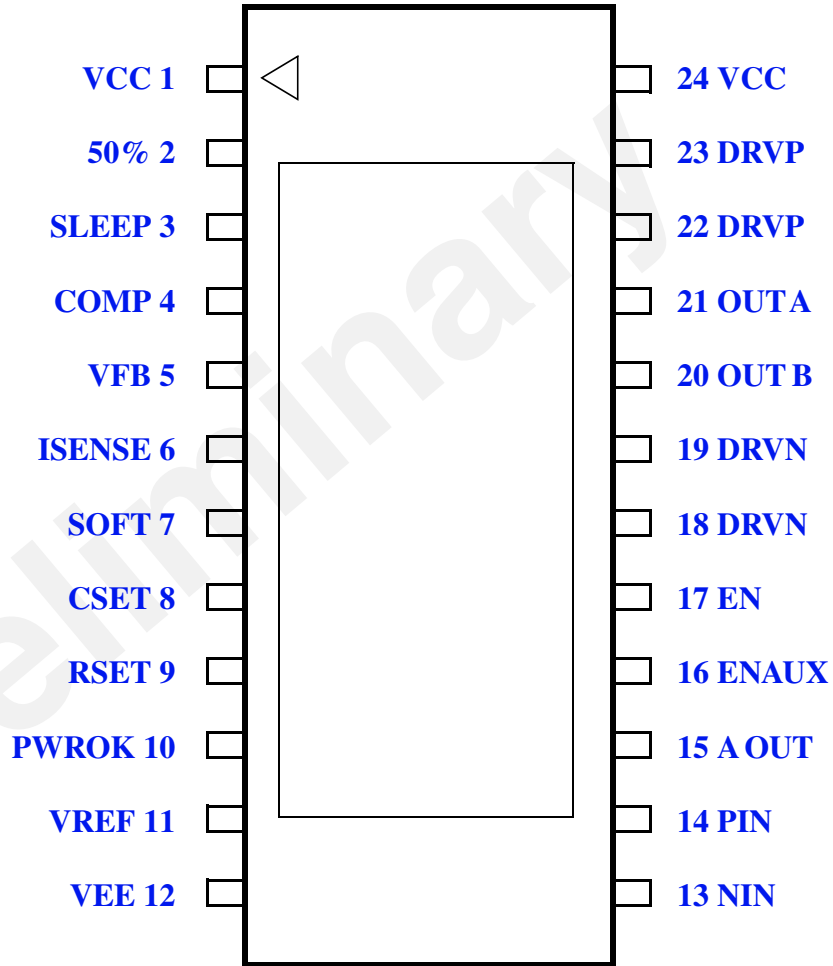 VCC 1
50% 2
SLEEP 3
COMP 4
VFB 5
ISENSE 6
SOFT 7
CSET 8
RSET 9
PWROK 10
VREF 11
VEE 12
24 VCC
23 DRVP
22 DRVP
21 OUT A
20 OUT B
19 DRVN
18 DRVN
17 EN
16 ENAUX
15 A OUT
14 PIN
13 NIN
eliminary